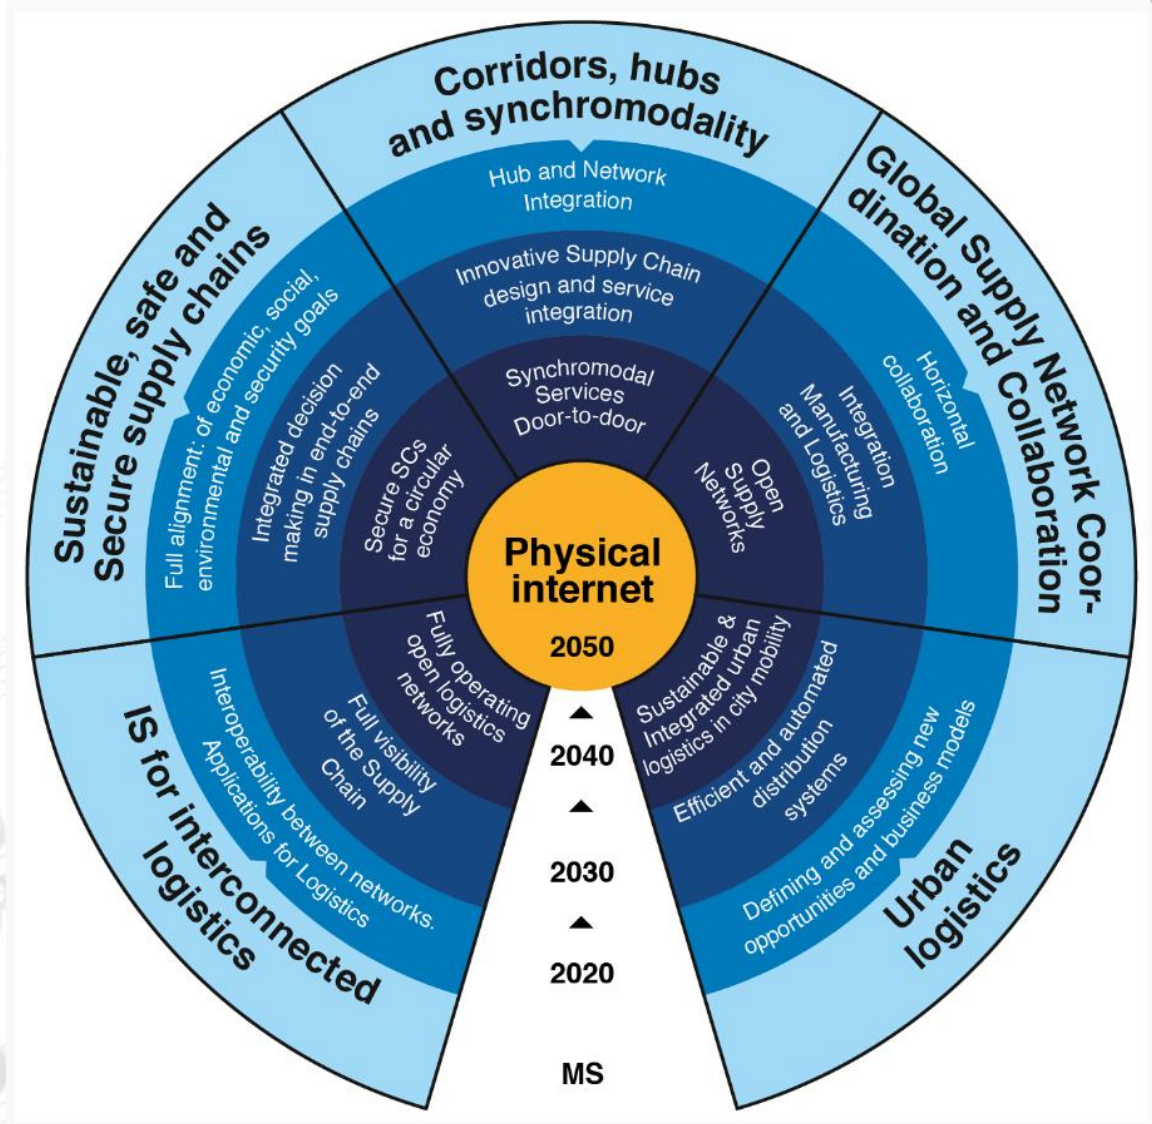 Corridors, hubs
and synchromodality
Hub and Network
Integration
Innovative Supply Chain
design and service
integration
Synchromodal
Services
Door-to-door
Global Supply Network Coor-
dination and Collaboration
Horizontal
collaboration
Integration
Manufacturing
and Logistics
Open
Supply
Networks
Urban
logistics
Defining and assessing new
opportunities and business models
Efficient and automated
distribution
systems
Sustainable &
Integrated urban
logistics in city mobility
IS for interconnected
logistics
Interoperability between networks.
Applications for Logistics
Full visibility
of the Supply
Chain
Fully operating
open logistics
networks
Sustainable, safe and
Secure supply chains
Full alignment: of economic, social,
environmental and security goals
Integrated decision
making in end-to-end
supply chains
Secure SCs
for a circular
economy
Physical
internet
2050
2040
2030
2020
MS